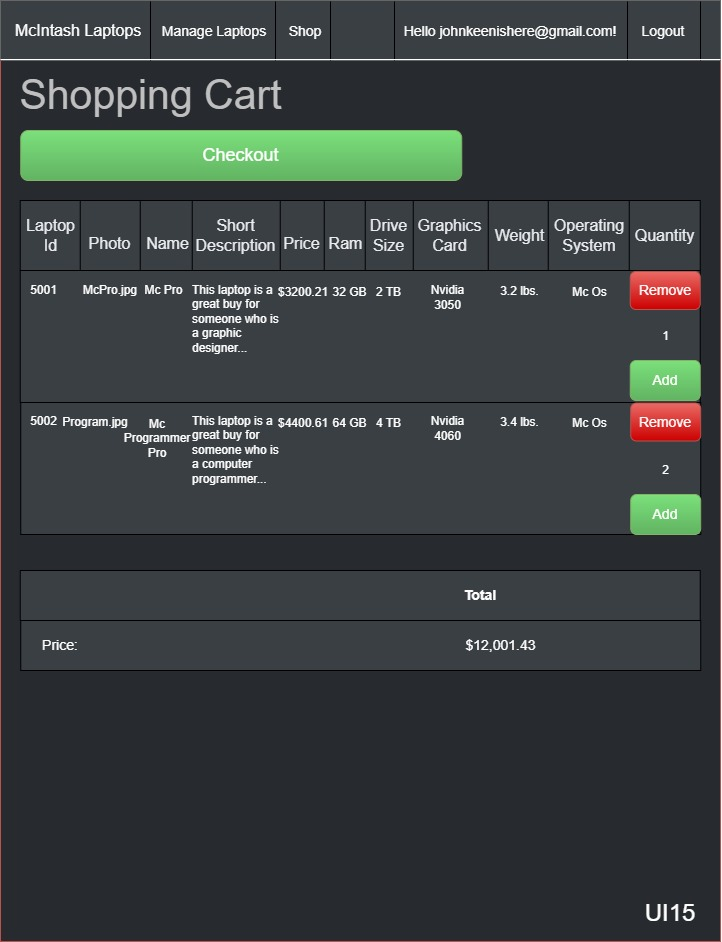 McIntash Laptops Manage Laptops Shop Hello johnkeenishere@gmail.com! Logout
Shopping Cart
Checkout
Laptop Id Photo Name Short Description Price Ram Drive Size Graphics Card Weight Operating System Quantity
5001 McPro.jpg Mc Pro This laptop is a $3200.21 32 GB 2 TB Nvidia 3.2 lbs. Mc Os Remove
great buy for 3050
someone who is 1
a graphic
designer...
Add
5002 Program.jpg Mc This laptop is a $4400.61 64 GB 4 TB Nvidia 3.4 lbs. Mc Os Remove
Programmer great buy for 4060
Pro someone who is
a computer 2
programmer...
Add
Total
Price: $12,001.43
UI15